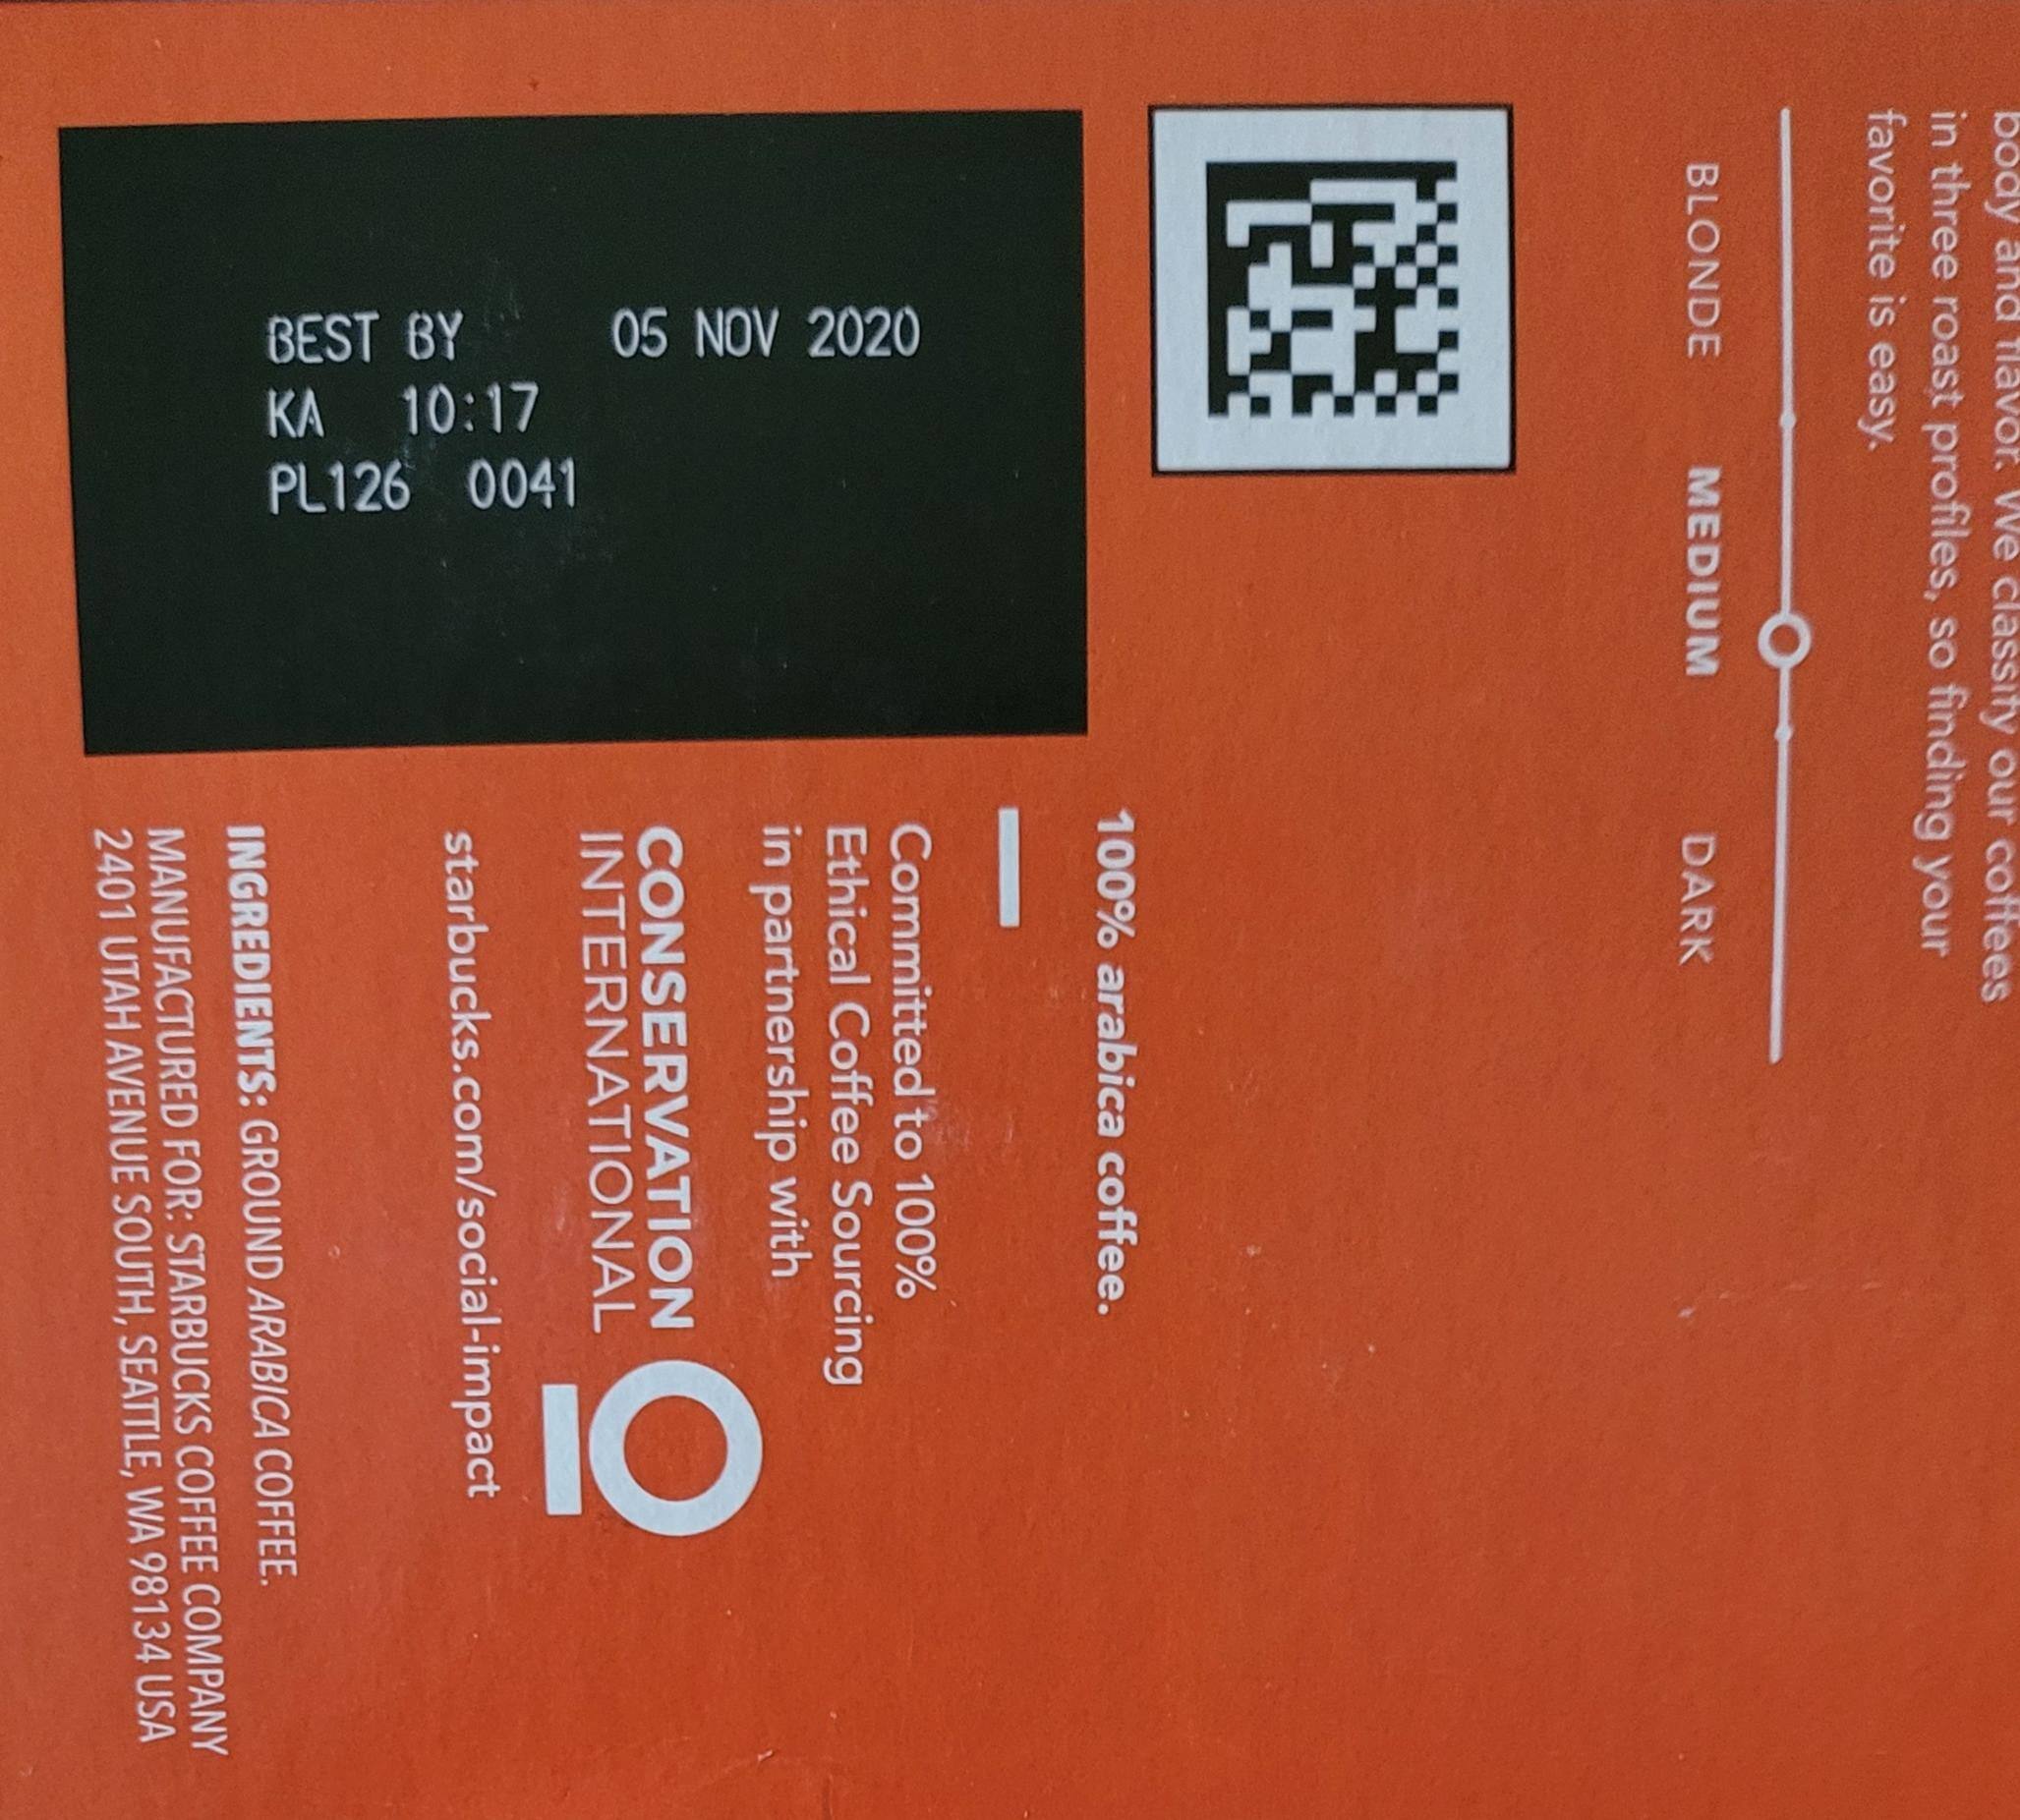 body and flavor. We classify our coffees
in three roast profiles, so finding your
favorite is easy.
BLONDE MEDIUM DARK
100% arabica coffee.
Committed to 100%
Ethical Coffee Sourcing
in partnership with
CONSERVATION
INTERNATIONAL
starbucks.com/social-impact
INGREDIENTS: GROUND ARABICA COFFEE.
MANUFACTURED FOR: STARBUCKS COFFEE COMPANY
2401 UTAH AVENUE SOUTH, SEATTLE, WA 98134 USA
BEST BY 05 NOV 2020
KA 10:17
PL126 0041